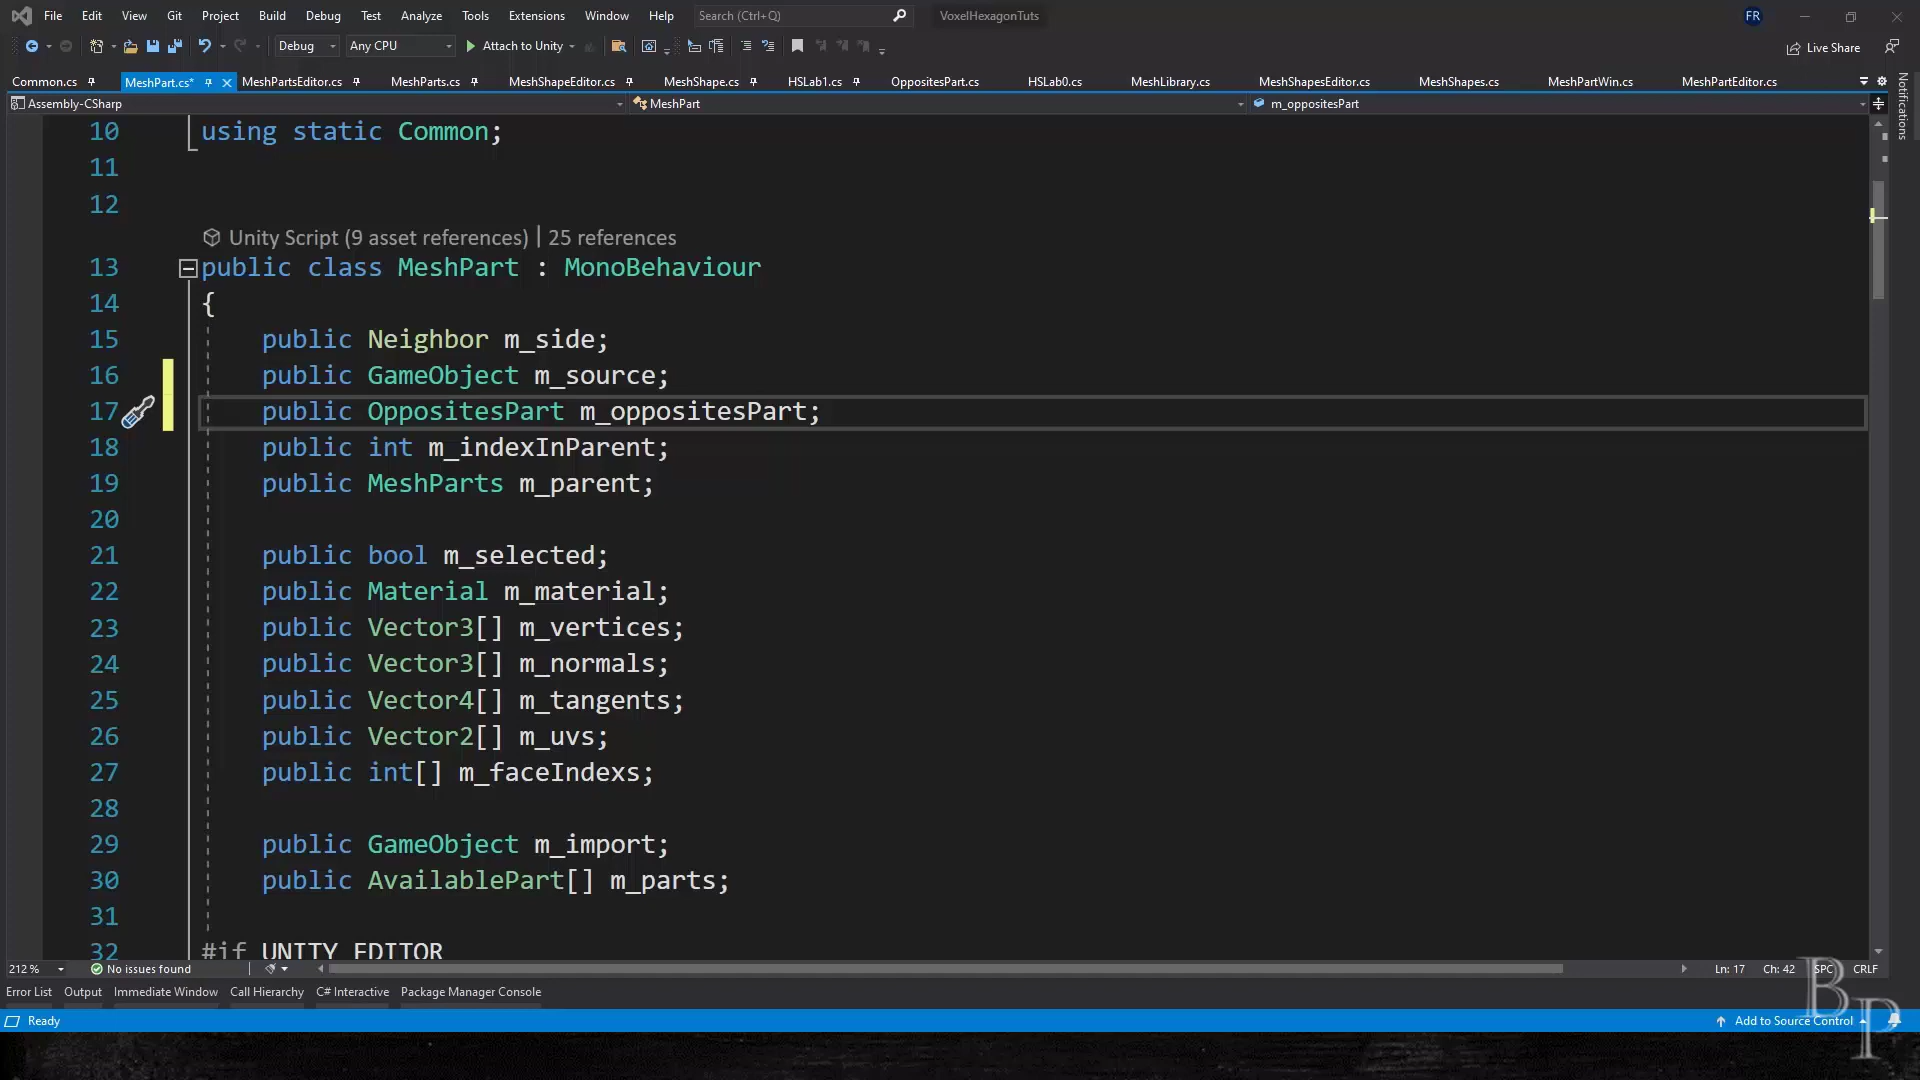 File Edit View Git Project Build Debug Test Analyze Tools Extensions Window Help Search (Ctrl+Q) VoxelHexagonTuts FR
Debug Any CPU Attach to Unity Live Share
Common.cs MeshPart.cs* MeshPartsEditor.cs MeshParts.cs MeshShapeEditor.cs MeshShape.cs HSLab1.cs OppositesPart.cs HSLab0.cs MeshLibrary.cs MeshShapesEditor.cs MeshShapes.cs MeshPartWin.cs MeshPartEditor.cs
Assembly-CSharp MeshPart m_oppositesPart
Notifications
10 using static Common;
11
12
Unity Script (9 asset references) | 25 references
13 public class MeshPart : MonoBehaviour
14 {
15 public Neighbor m_side;
16 public GameObject m_source;
17 public OppositesPart m_oppositesPart;
18 public int m_indexInParent;
19 public MeshParts m_parent;
20
21 public bool m_selected;
22 public Material m_material;
23 public Vector3[] m_vertices;
24 public Vector3[] m_normals;
25 public Vector4[] m_tangents;
26 public Vector2[] m_uvs;
27 public int[] m_faceIndexs;
28
29 public GameObject m_import;
30 public AvailablePart[] m_parts;
31
32 #if UNITY_EDITOR
212 % No issues found Ln: 17 Ch: 42 SPC CRLF
Error List Output Immediate Window Call Hierarchy C# Interactive Package Manager Console
Ready Add to Source Control
BP